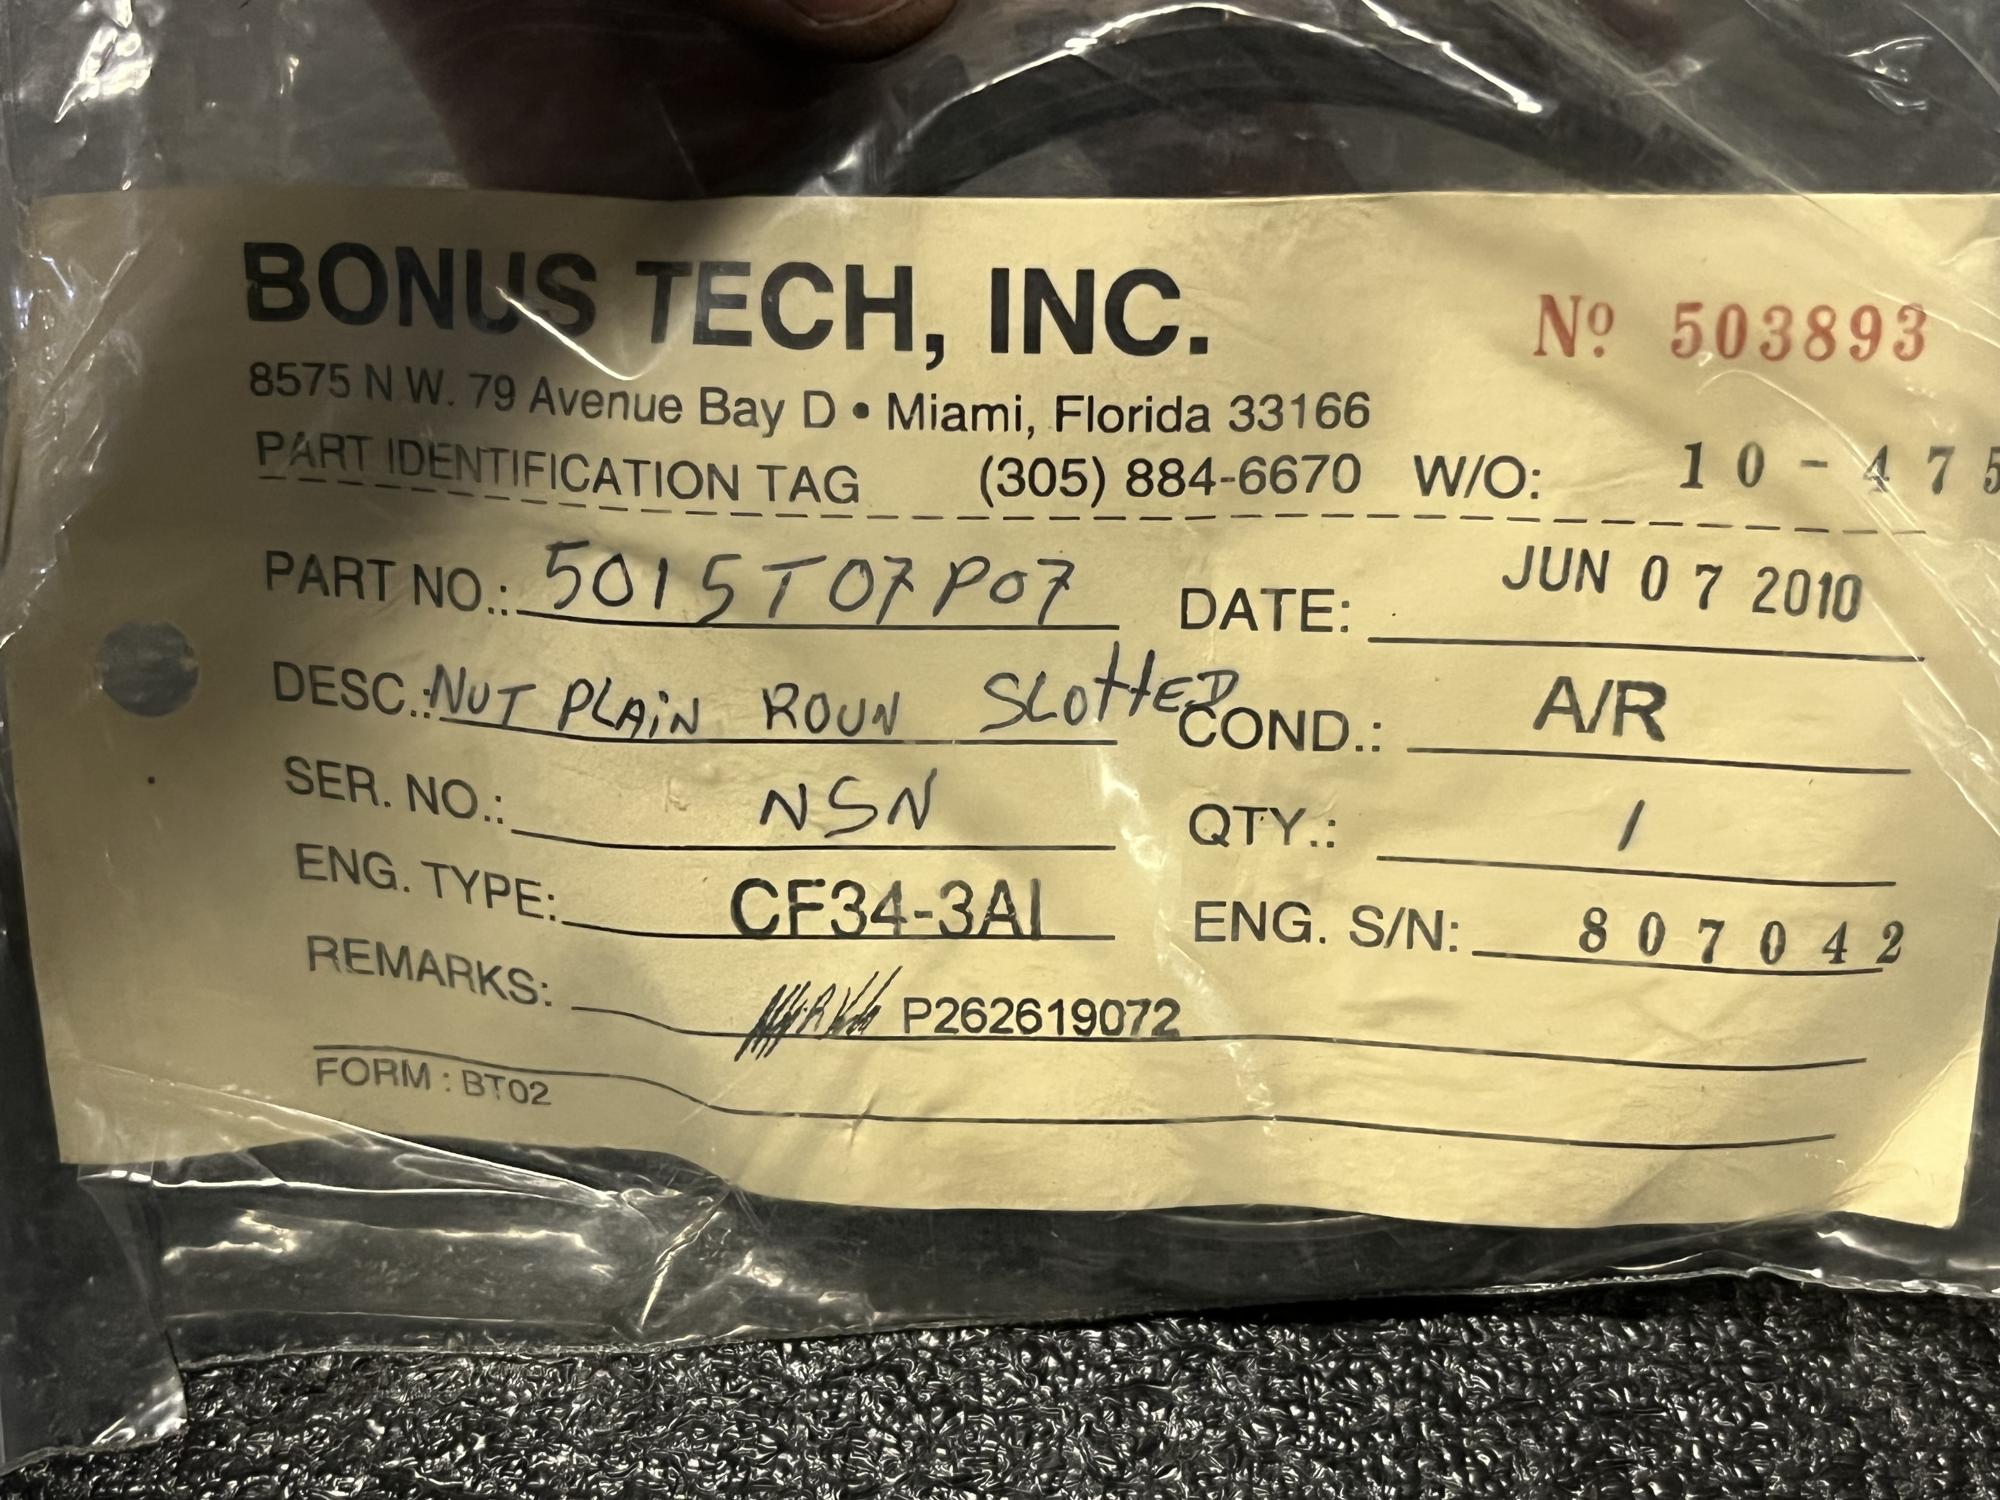 BONUS TECH, INC.
Nº 503893
8575 N W. 79 Avenue Bay D • Miami, Florida 33166
PART IDENTIFICATION TAG (305) 884-6670 W/O: 10-475
PART NO.: 5015T07P07 DATE: JUN 07 2010
DESC.: NUT PLAIN ROUN SLOTTED COND.: A/R
SER. NO.: NSN QTY.: 1
ENG. TYPE: CF34-3A1 ENG. S/N: 807042
REMARKS: P262619072
FORM : BT02